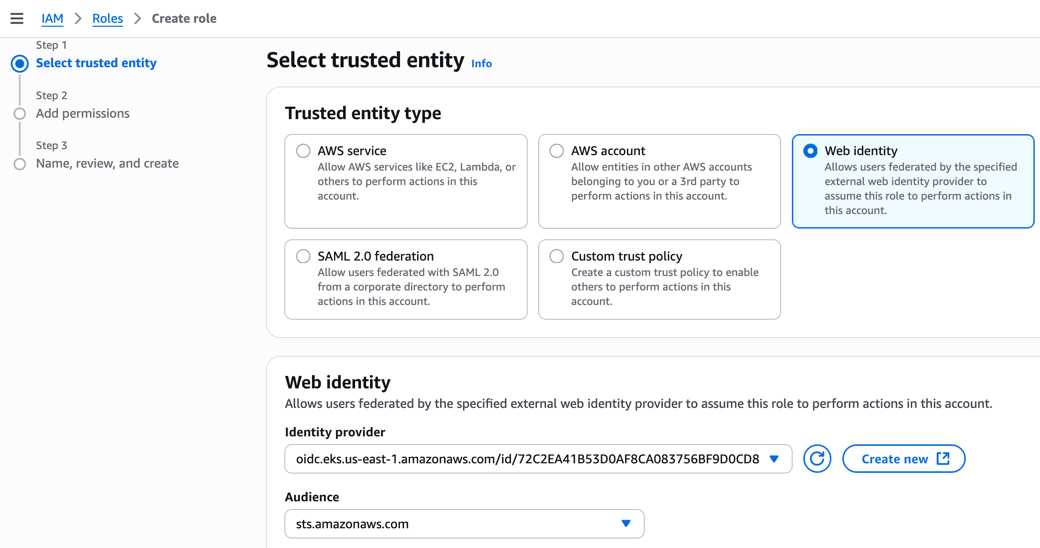 IAM > Roles > Create role
Step 1
Select trusted entity
Step 2
Add permissions
Step 3
Name, review, and create
Select trusted entity Info
Trusted entity type
AWS service
Allow AWS services like EC2, Lambda, or
others to perform actions in this
account.
AWS account
Allow entities in other AWS accounts
belonging to you or a 3rd party to
perform actions in this account.
Web identity
Allows users federated by the specified
external web identity provider to
assume this role to perform actions in
this account.
SAML 2.0 federation
Allow users federated with SAML 2.0
from a corporate directory to perform
actions in this account.
Custom trust policy
Create a custom trust policy to enable
others to perform actions in this
account.
Web identity
Allows users federated by the specified external web identity provider to assume this role to perform actions in this account.
Identity provider
oidc.eks.us-east-1.amazonaws.com/id/72C2EA41B53D0AF8CA083756BF9D0CD8
Create new
Audience
sts.amazonaws.com